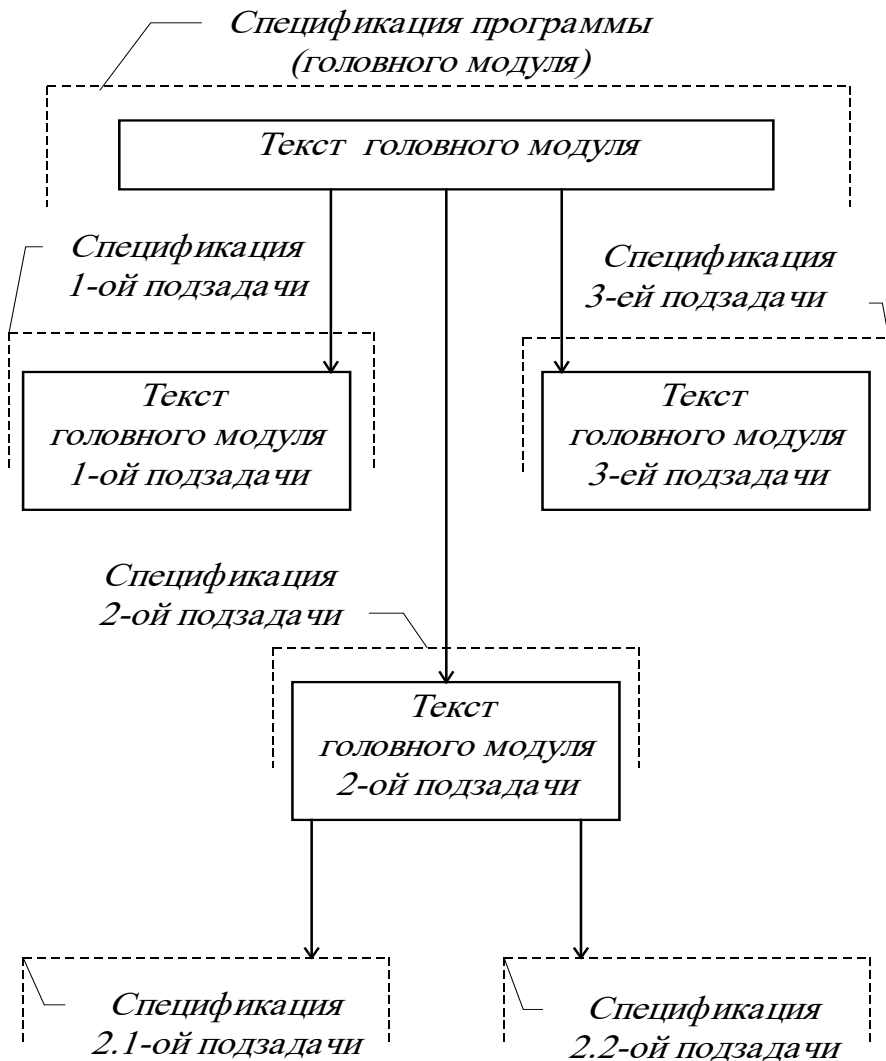 Спецификация программы
(головного модуля)
Текст головного модуля
Спецификация
1-ой подзадачи
Спецификация
3-ей подзадачи
Текст
головного модуля
1-ой подзадачи
Текст
головного модуля
3-ей подзадачи
Спецификация
2-ой подзадачи
Текст
головного модуля
2-ой подзадачи
Спецификация
2.1-ой подзадачи
Спецификация
2.2-ой подзадачи